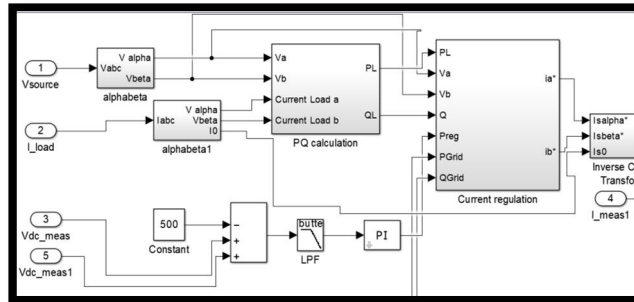 1
Vsource
Vabc
V alpha
Vbeta
alphabeta
2
I_load
Iabc
V alpha
Vbeta
I0
alphabeta1
Va
Vb
Current Load a
Current Load b
PL
QL
PQ calculation
PL
Va
Vb
Q
Preg
PGrid
QGrid
ia*
ib*
Current regulation
Isalpha*
Isbeta*
Is0
Inverse C
Transfo
4
I_meas1
3
Vdc_meas
5
Vdc_meas1
500
Constant
−
+
+
butte
LPF
PI